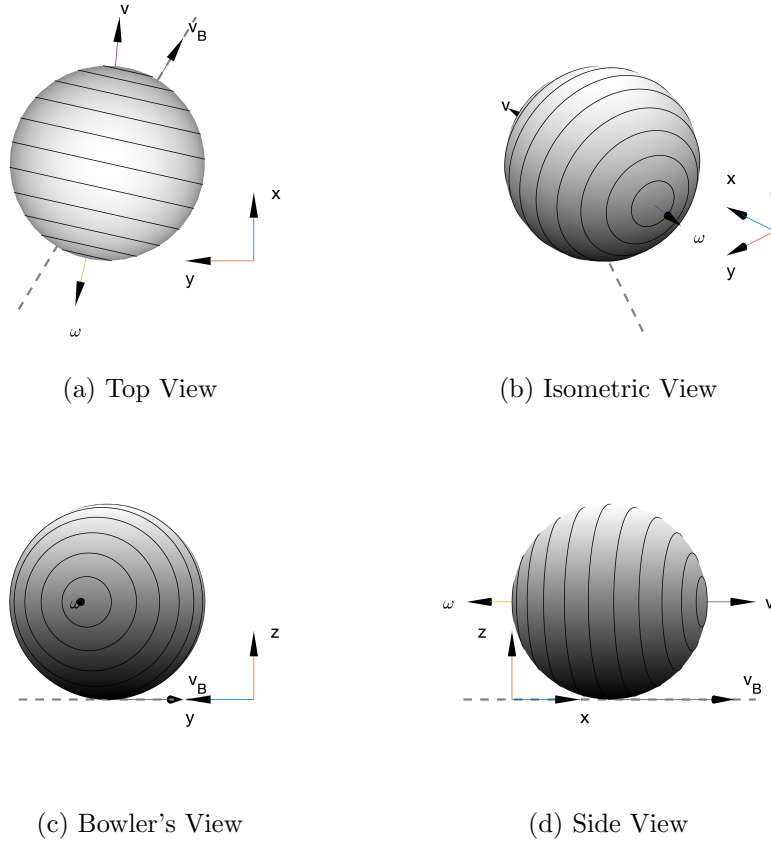 v
v_B
x
y
ω
(a) Top View
v
x
y
ω
(b) Isometric View
ω
z
v_B
y
(c) Bowler's View
ω
v
z
v_B
x
(d) Side View